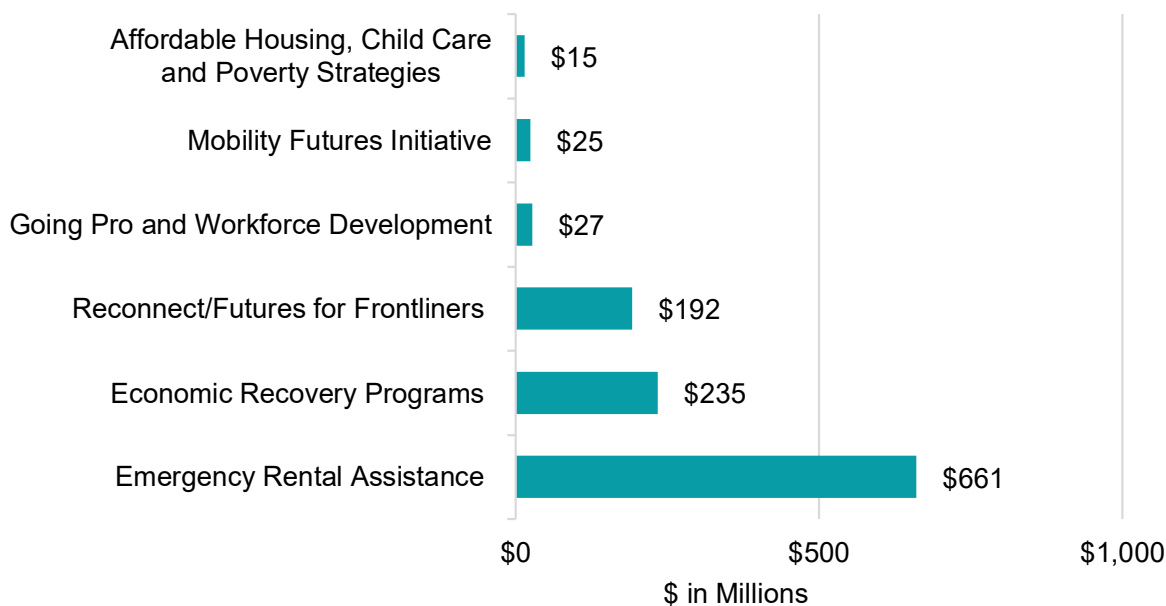 Affordable Housing, Child Care
and Poverty Strategies
$15
Mobility Futures Initiative
$25
Going Pro and Workforce Development
$27
Reconnect/Futures for Frontliners
$192
Economic Recovery Programs
$235
Emergency Rental Assistance
$661
$0
$500
$1,000
$ in Millions